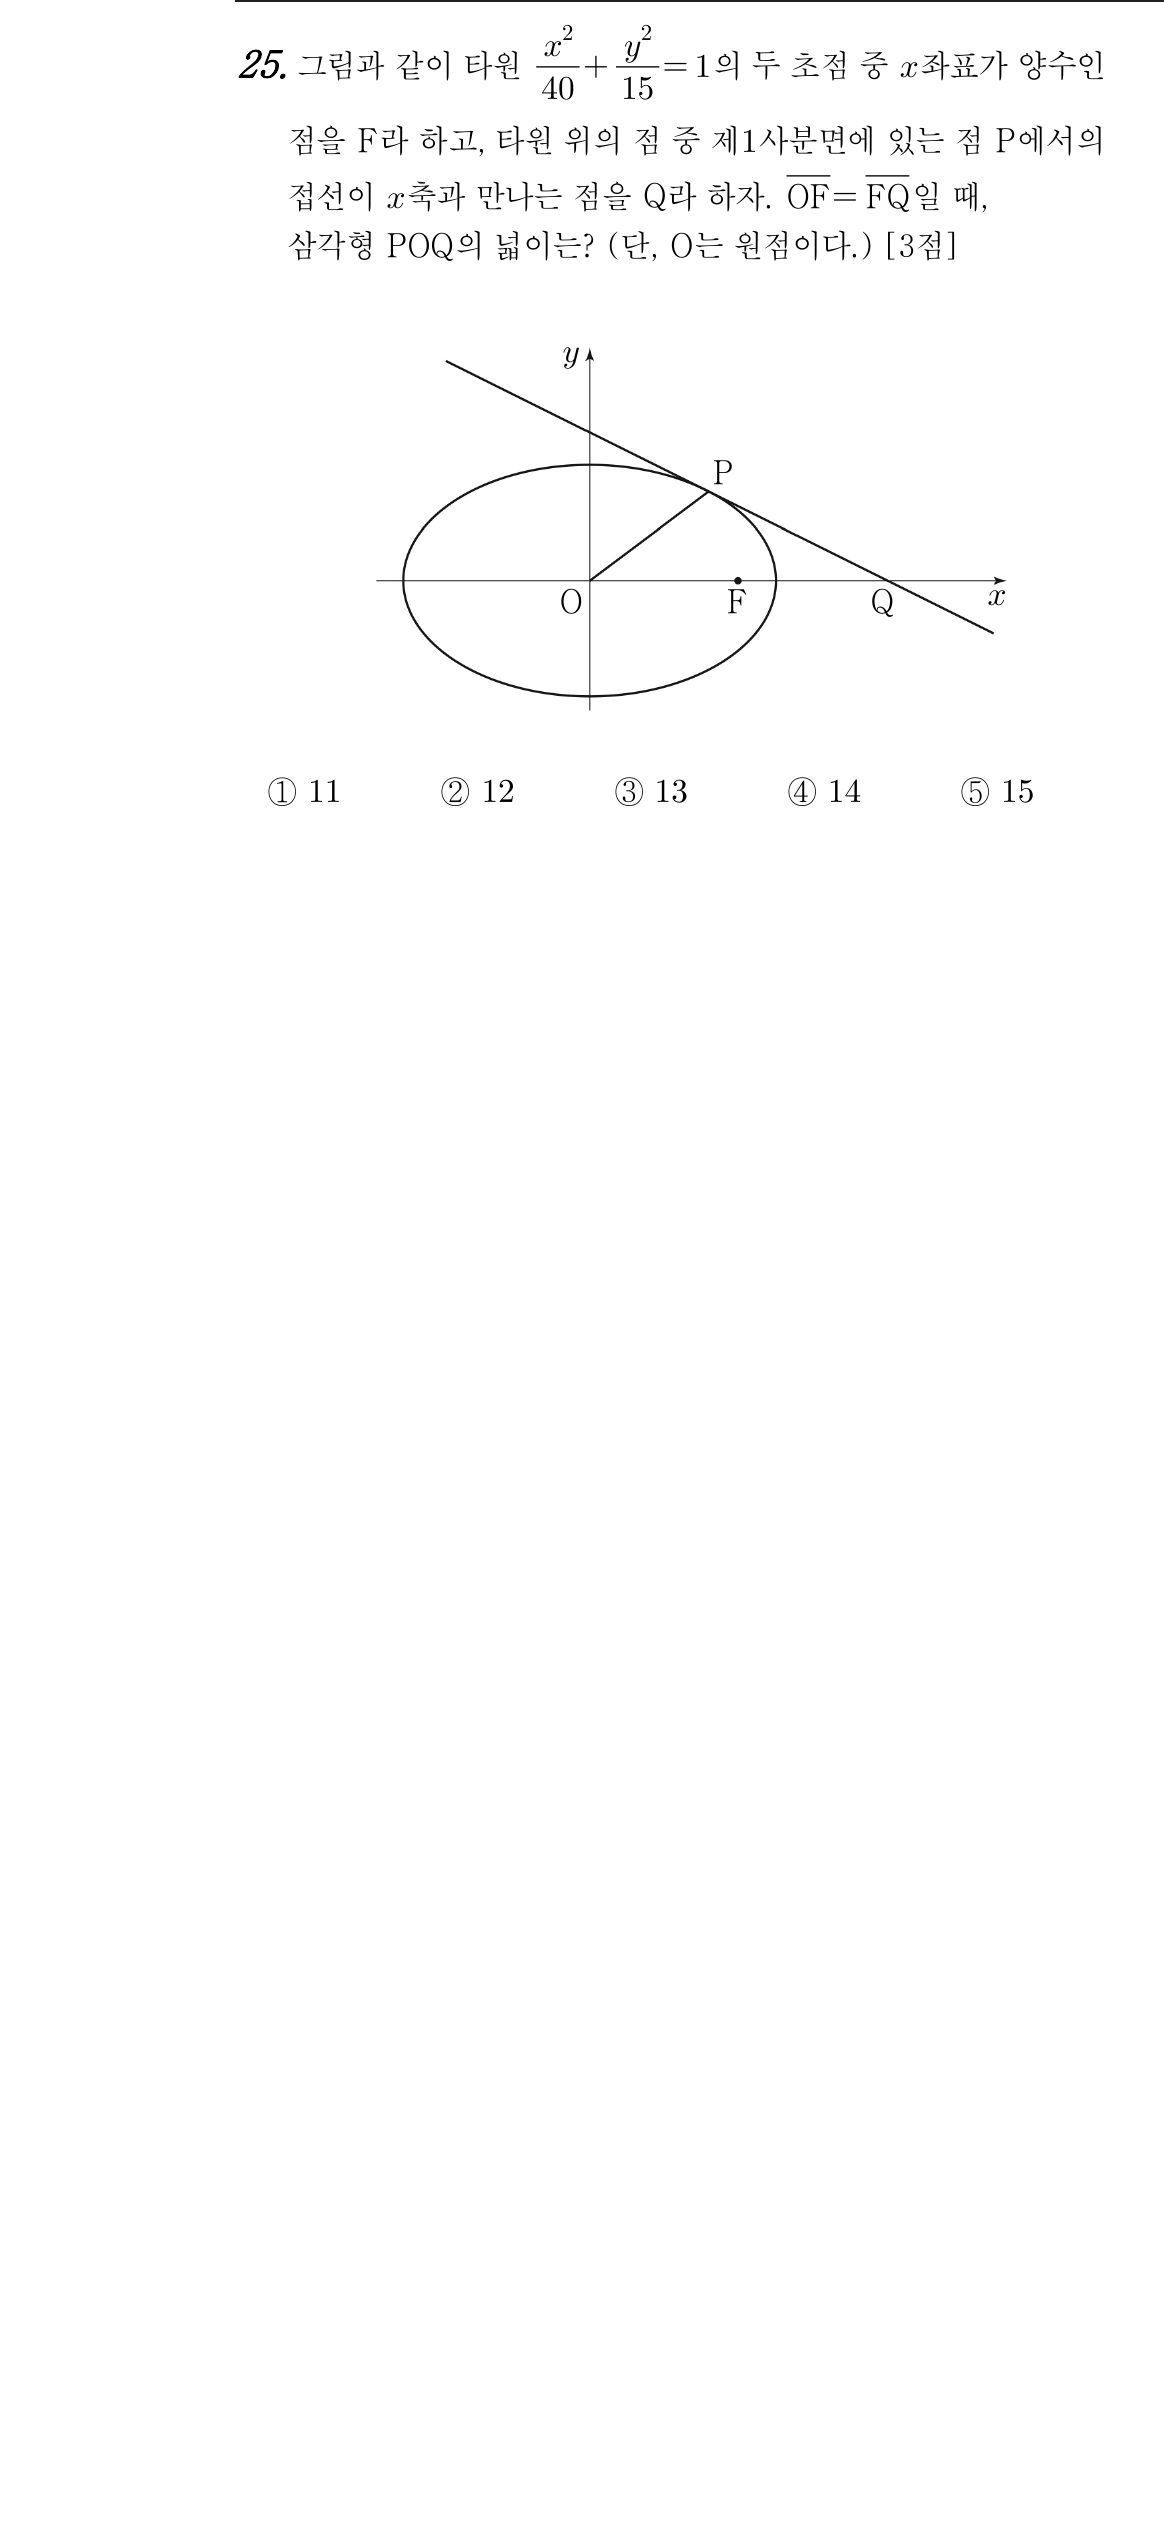 25. 그림과 같이 타원 \frac{x^2}{40}+\frac{y^2}{15}=1의 두 초점 중 x좌표가 양수인
점을 F라 하고, 타원 위의 점 중 제1사분면에 있는 점 P에서의
접선이 x축과 만나는 점을 Q라 하자. \overline{OF}=\overline{FQ}일 때,
삼각형 POQ의 넓이는? (단, O는 원점이다.) [3점]
y
P
O F Q x
① 11 ② 12 ③ 13 ④ 14 ⑤ 15